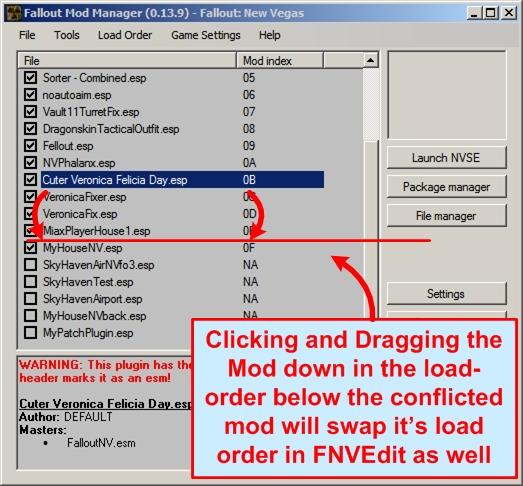 Fallout Mod Manager (0.13.9) - Fallout: New Vegas
File Tools Load Order Game Settings Help
File Mod index
Sorter - Combined.esp 05
noautoaim.esp 06
Vault11TurretFix.esp 07
DragonskinTacticalOutfit.esp 08
Fellout.esp 09
NVPhalanx.esp 0A
Launch NVSE
Cuter Veronica Felicia Day.esp 0B
Package manager
VeronicaFixer.esp
VeronicaFix.esp 0D
File manager
MiaxPlayerHouse1.esp
MyHouseNV.esp 0F
SkyHavenAirNVfo3.esp NA
SkyHavenTest.esp NA
SkyHavenAirport.esp NA
Settings
MyHouseNVback.esp NA
MyPatchPlugin.esp NA
Clicking and Dragging the
Mod down in the load-
order below the conflicted
mod will swap it's load
order in FNVEdit as well
WARNING: This plugin has the
header marks it as an esm!
Cuter Veronica Felicia Day.esp
Author: DEFAULT
Masters:
• FalloutNV.esm